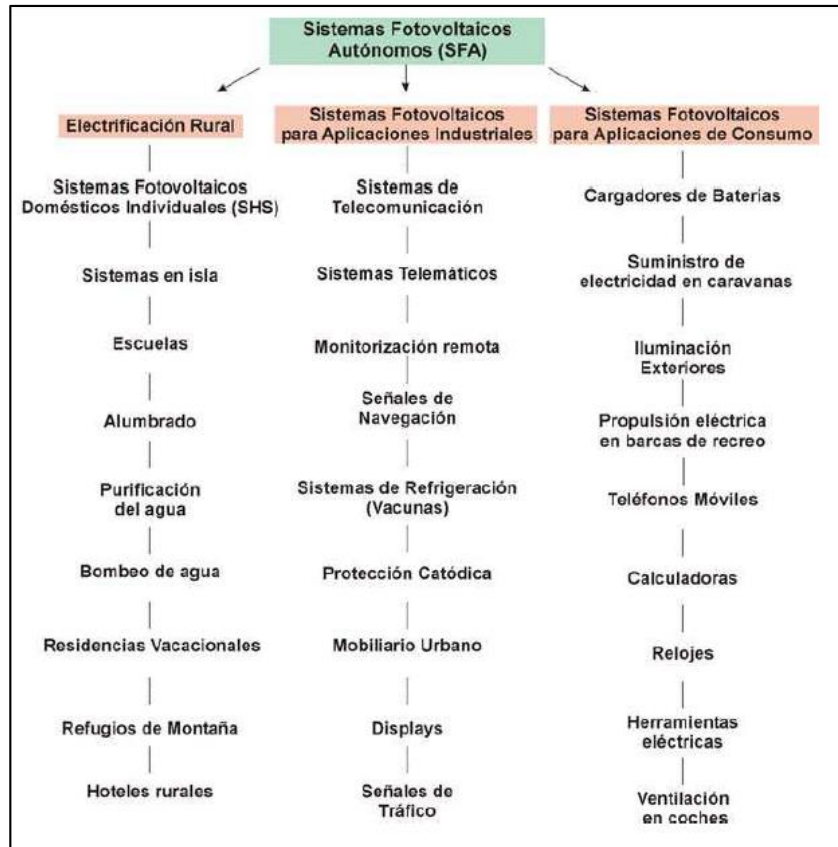 Sistemas Fotovoltaicos
Autónomos (SFA)
Electrificación Rural
Sistemas Fotovoltaicos
Domésticos Individuales (SHS)
Sistemas en isla
Escuelas
Alumbrado
Purificación
del agua
Bombeo de agua
Residencias Vacacionales
Refugios de Montaña
Hoteles rurales
Sistemas Fotovoltaicos
para Aplicaciones Industriales
Sistemas de
Telecomunicación
Sistemas Telemáticos
Monitorización remota
Señales de
Navegación
Sistemas de Refrigeración
(Vacunas)
Protección Catódica
Mobiliario Urbano
Displays
Señales de
Tráfico
Sistemas Fotovoltaicos
para Aplicaciones de Consumo
Cargadores de Baterías
Suministro de
electricidad en caravanas
Iluminación
Exteriores
Propulsión eléctrica
en barcas de recreo
Teléfonos Móviles
Calculadoras
Relojes
Herramientas
eléctricas
Ventilación
en coches